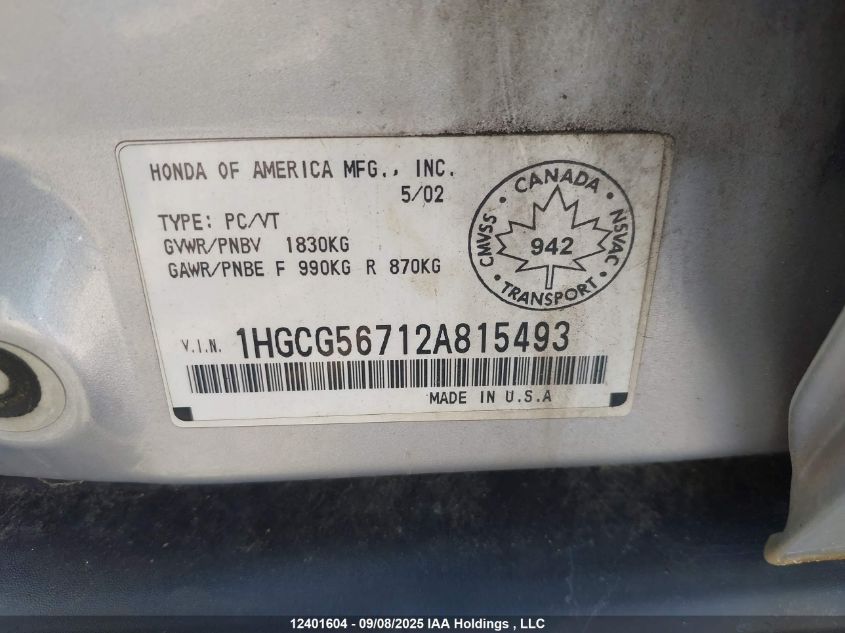 HONDA OF AMERICA MFG., INC.
5/02
TYPE: PC/VT
GVWR/PNBV 1830KG
GAWR/PNBE F 990KG R 870KG
CANADA
CMVSS NSVAC
942
TRANSPORT
V.I.N. 1HGCG56712A815493
MADE IN U.S.A
12401604 - 09/08/2025 IAA Holdings , LLC